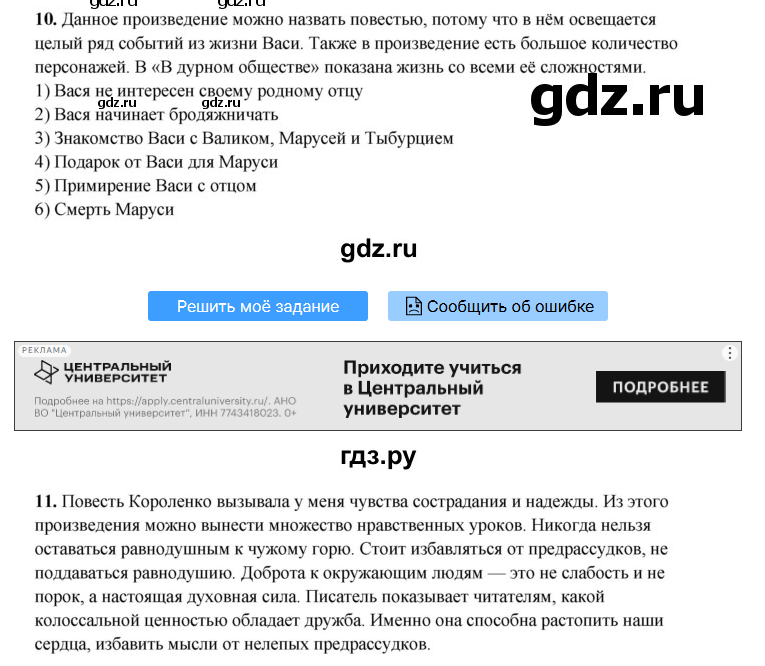 gdz.ru gdz.ru
10. Данное произведение можно назвать повестью, потому что в нём освещается
целый ряд событий из жизни Васи. Также в произведение есть большое количество
персонажей. В «В дурном обществе» показана жизнь со всеми её сложностями.
1) Вася не интересен своему родному отцу
gdz.ru
gdz.ru gdz.ru
2) Вася начинает бродяжничать
3) Знакомство Васи с Валиком, Марусей и Тыбурцием
4) Подарок от Васи для Маруси
5) Примирение Васи с отцом
6) Смерть Маруси
gdz.ru
Решить моё задание Сообщить об ошибке
РЕКЛАМА
ЦЕНТРАЛЬНЫЙ
УНИВЕРСИТЕТ
Подробнее на https://apply.centraluniversity.ru/. АНО
ВО "Центральный университет", ИНН 7743418023. 0+
Приходите учиться
в Центральный
университет
ПОДРОБНЕЕ
гдз.ру
11. Повесть Короленко вызывала у меня чувства сострадания и надежды. Из этого
произведения можно вынести множество нравственных уроков. Никогда нельзя
оставаться равнодушным к чужому горю. Стоит избавляться от предрассудков, не
поддаваться равнодушию. Доброта к окружающим людям — это не слабость и не
порок, а настоящая духовная сила. Писатель показывает читателям, какой
колоссальной ценностью обладает дружба. Именно она способна растопить наши
сердца, избавить мысли от нелепых предрассудков.